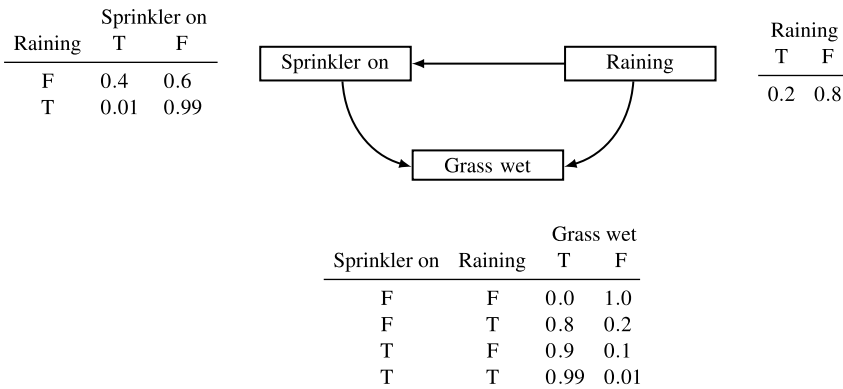 Sprinkler on
Raining T F
F 0.4 0.6
T 0.01 0.99
Sprinkler on
Raining
Raining
T F
0.2 0.8
Grass wet
Grass wet
Sprinkler on Raining T F
F F 0.0 1.0
F T 0.8 0.2
T F 0.9 0.1
T T 0.99 0.01